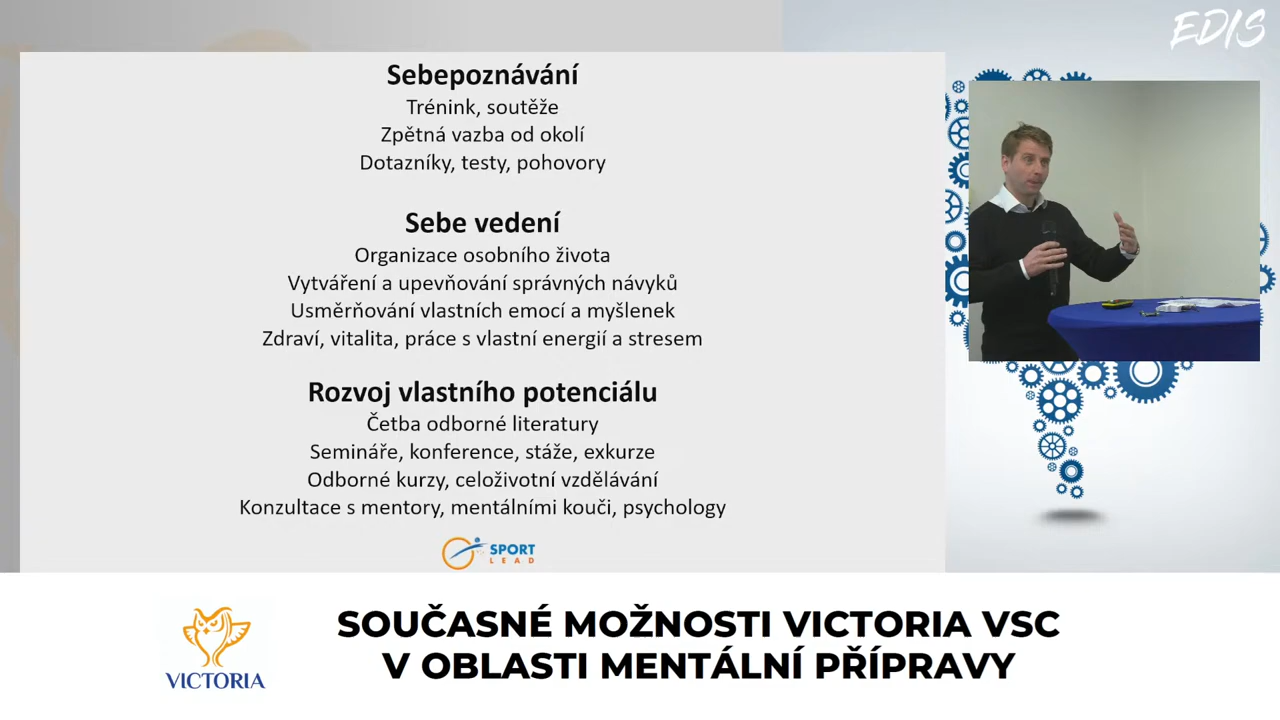 EDIS
Sebepoznávání
Trénink, soutěže
Zpětná vazba od okolí
Dotazníky, testy, pohovory
Sebe vedení
Organizace osobního života
Vytváření a upevňování správných návyků
Usměrňování vlastních emocí a myšlenek
Zdraví, vitalita, práce s vlastní energií a stresem
Rozvoj vlastního potenciálu
Četba odborné literatury
Semináře, konference, stáže, exkurze
Odborné kurzy, celoživotní vzdělávání
Konzultace s mentory, mentálními kouči, psychology
SPORT
LEAD
VICTORIA
SOUČASNÉ MOŽNOSTI VICTORIA VSC
V OBLASTI MENTÁLNÍ PŘÍPRAVY